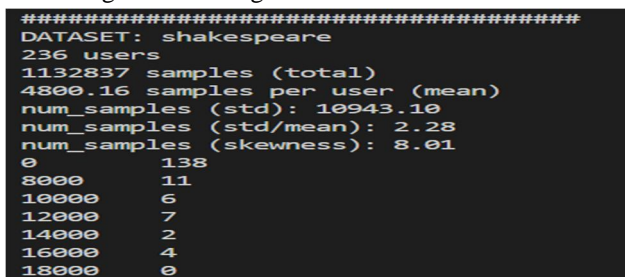 ####################################
DATASET: shakespeare
236 users
1132837 samples (total)
4800.16 samples per user (mean)
num_samples (std): 10943.10
num_samples (std/mean): 2.28
num_samples (skewness): 8.01
0 138
8000 11
10000 6
12000 7
14000 2
16000 4
18000 0